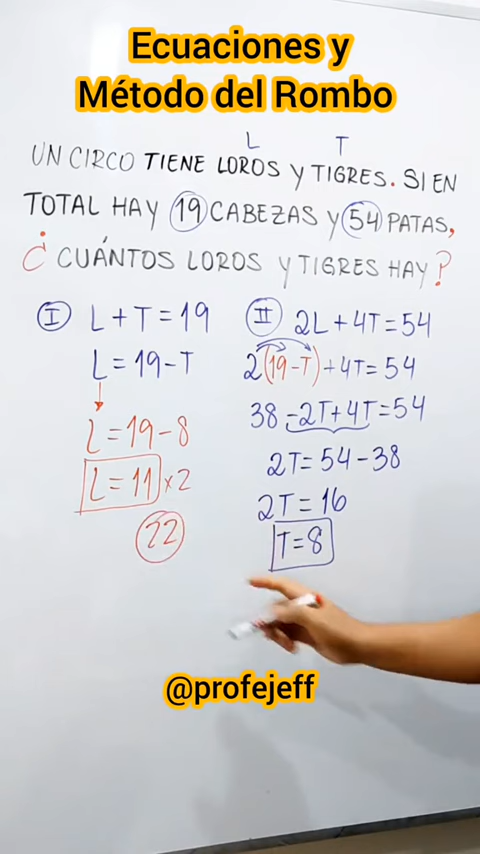 Ecuaciones y
Método del Rombo
L T
UN CIRCO TIENE LOROS Y TIGRES. SI EN
TOTAL HAY 19 CABEZAS Y 54 PATAS,
¿CUÁNTOS LOROS Y TIGRES HAY?
I L+T=19
L=19-T
L=19-8
L=11 ×2
22
II 2L+4T=54
2(19-T)+4T=54
38-2T+4T=54
2T=54-38
2T=16
T=8
@profejeff